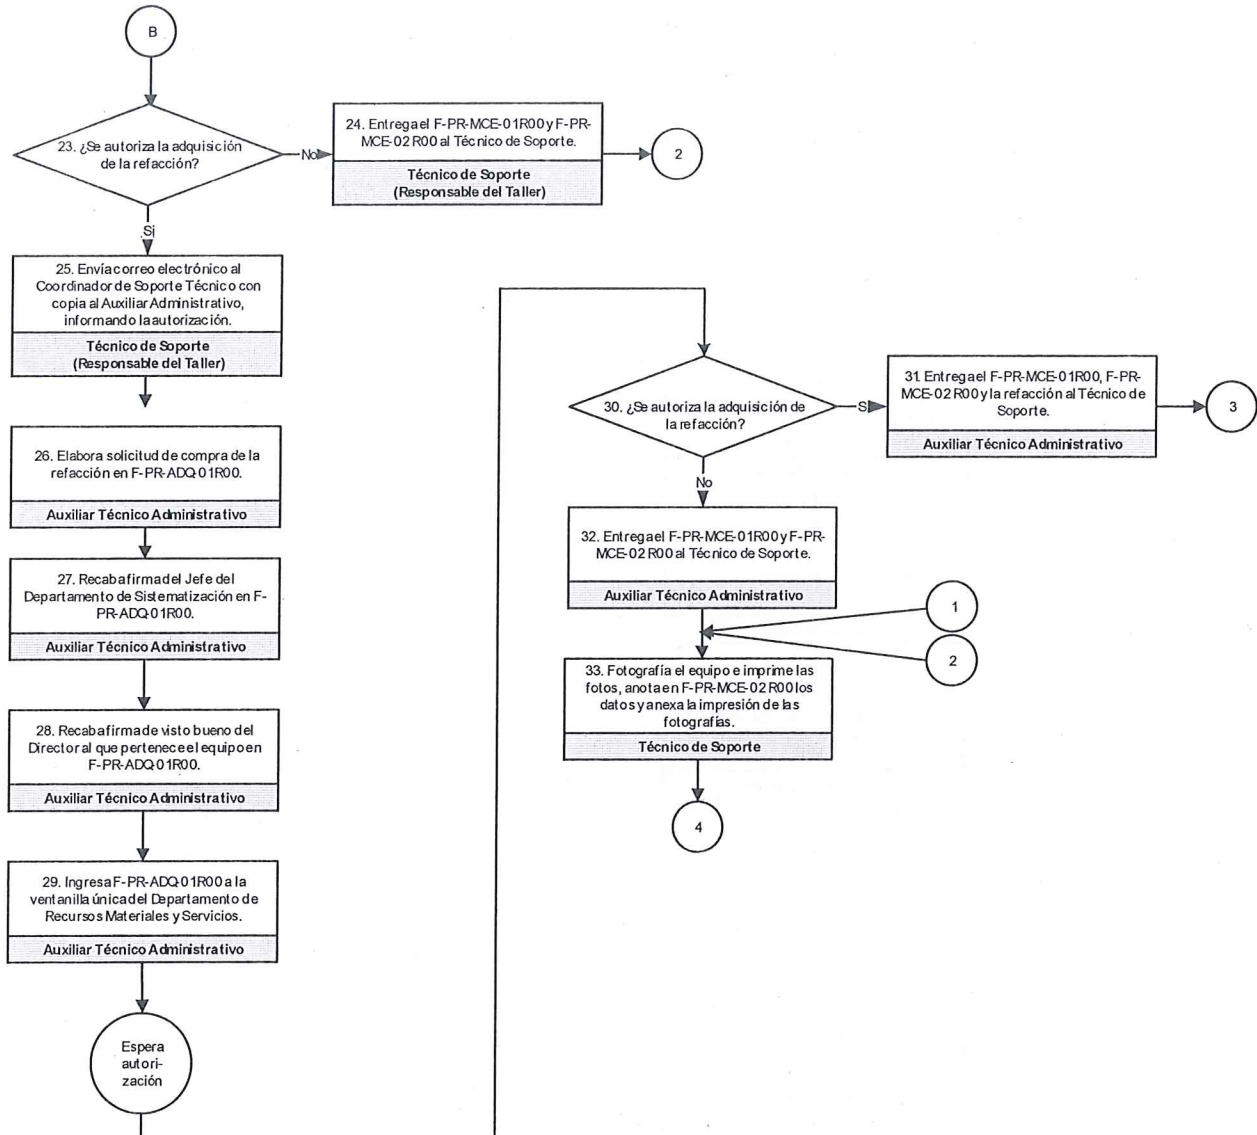 B
23. ¿Se autoriza la adquisición
de la refacción?
No
24. Entrega el F-PR-MCE-01R00 y F-PR-
MCE-02 R00 al Técnico de Soporte.
Técnico de Soporte
(Responsable del Taller)
2
Si
25. Envía correo electrónico al
Coordinador de Soporte Técnico con
copia al Auxiliar Administrativo,
informando la autorización.
Técnico de Soporte
(Responsable del Taller)
26. Elabora solicitud de compra de la
refacción en F-PR-ADQ-01R00.
Auxiliar Técnico Administrativo
27. Recaba firma del Jefe del
Departamento de Sistematización en F-
PR-ADQ-01R00.
Auxiliar Técnico Administrativo
28. Recaba firma de visto bueno del
Director al que pertenece el equipo en
F-PR-ADQ-01R00.
Auxiliar Técnico Administrativo
29. Ingresa F-PR-ADQ-01R00 a la
ventanilla única del Departamento de
Recursos Materiales y Servicios.
Auxiliar Técnico Administrativo
Espera
autori-
zación
30. ¿Se autoriza la adquisición de
la refacción?
Si
31. Entrega el F-PR-MCE-01R00, F-PR-
MCE-02 R00 y la refacción al Técnico de
Soporte.
Auxiliar Técnico Administrativo
3
No
32. Entrega el F-PR-MCE-01R00 y F-PR-
MCE-02 R00 al Técnico de Soporte.
Auxiliar Técnico Administrativo
1
2
33. Fotografía el equipo e imprime las
fotos, anota en F-PR-MCE-02 R00 los
datos y anexa la impresión de las
fotografías.
Técnico de Soporte
4